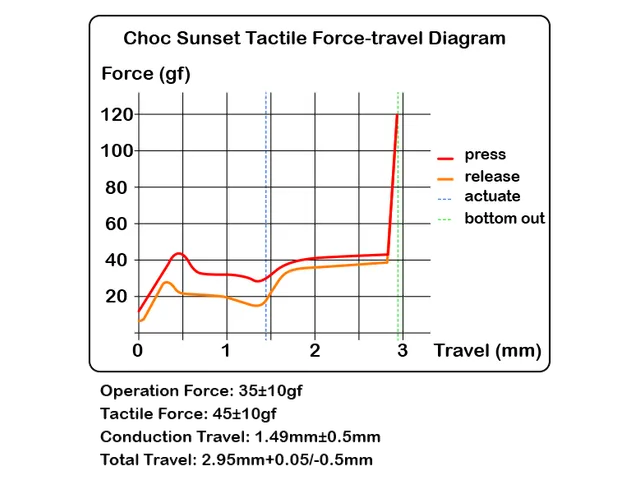 Choc Sunset Tactile Force-travel Diagram
Force (gf)
120
100
80
60
40
20
0 1 2 3 Travel (mm)
press
release
actuate
bottom out
Operation Force: 35±10gf
Tactile Force: 45±10gf
Conduction Travel: 1.49mm±0.5mm
Total Travel: 2.95mm+0.05/-0.5mm